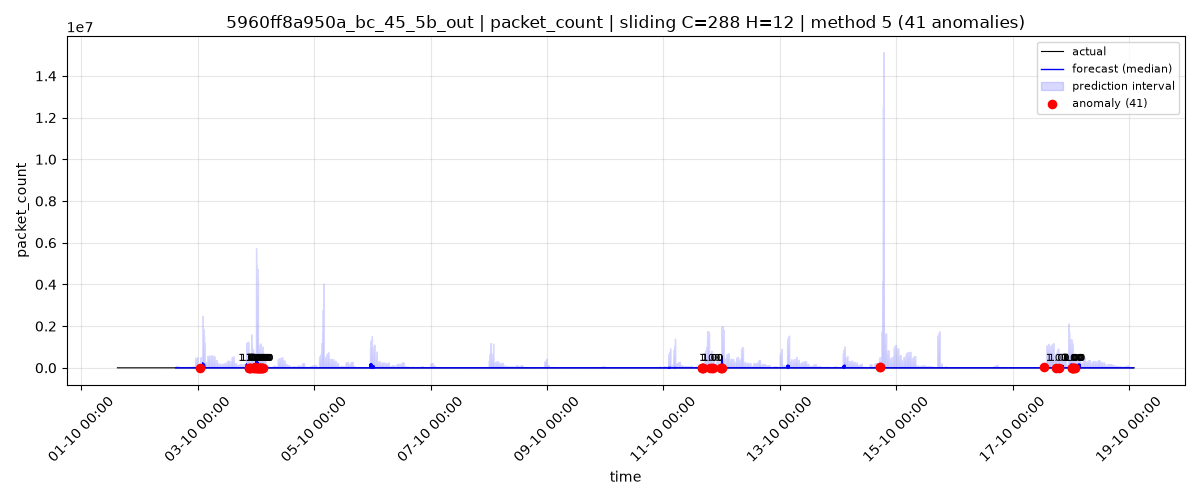 5960ff8a950a_bc_45_5b_out | packet_count | sliding C=288 H=12 | method 5 (41 anomalies)
1e7
actual
forecast (median)
prediction interval
anomaly (41)
1.4
1.2
1.0
0.8
0.6
0.4
0.2
0.0
packet_count
01-10 00:00
03-10 00:00
05-10 00:00
07-10 00:00
09-10 00:00
11-10 00:00
13-10 00:00
15-10 00:00
17-10 00:00
19-10 00:00
time